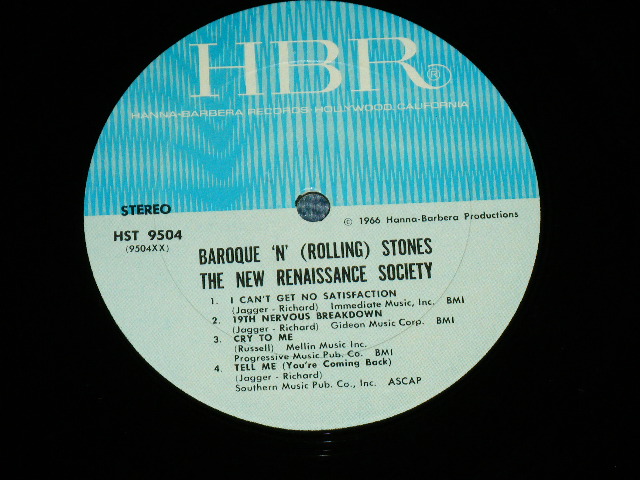 HBR®
HANNA-BARBERA RECORDS · HOLLYWOOD, CALIFORNIA
STEREO
© 1966 Hanna-Barbera Productions
HST 9504
(9504XX)
BAROQUE 'N' (ROLLING) STONES
THE NEW RENAISSANCE SOCIETY
1. I CAN'T GET NO SATISFACTION
(Jagger - Richard) Immediate Music, Inc. BMI
2. 19TH NERVOUS BREAKDOWN
(Jagger - Richard) Gideon Music Corp. BMI
3. CRY TO ME
(Russell) Mellin Music Inc.
Progressive Music Pub. Co. BMI
4. TELL ME (You're Coming Back)
(Jagger - Richard)
Southern Music Pub. Co., Inc. ASCAP